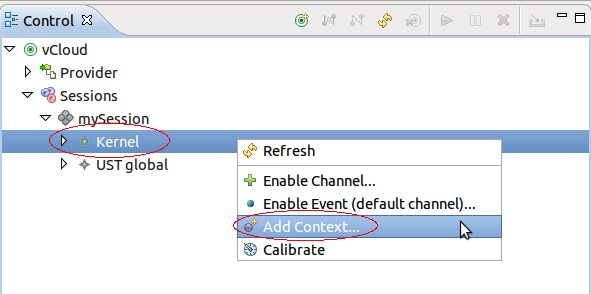 Control
vCloud
Provider
Sessions
mySession
Kernel
UST global
Refresh
Enable Channel...
Enable Event (default channel)...
Add Context...
Calibrate